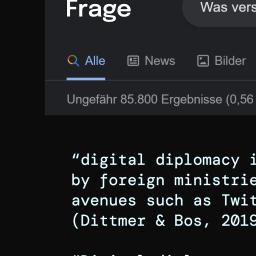 Frage
Was vers
Alle News Bilder
Ungefähr 85.800 Ergebnisse (0,56
“digital diplomacy i
by foreign ministrie
avenues such as Twit
(Dittmer & Bos, 2019